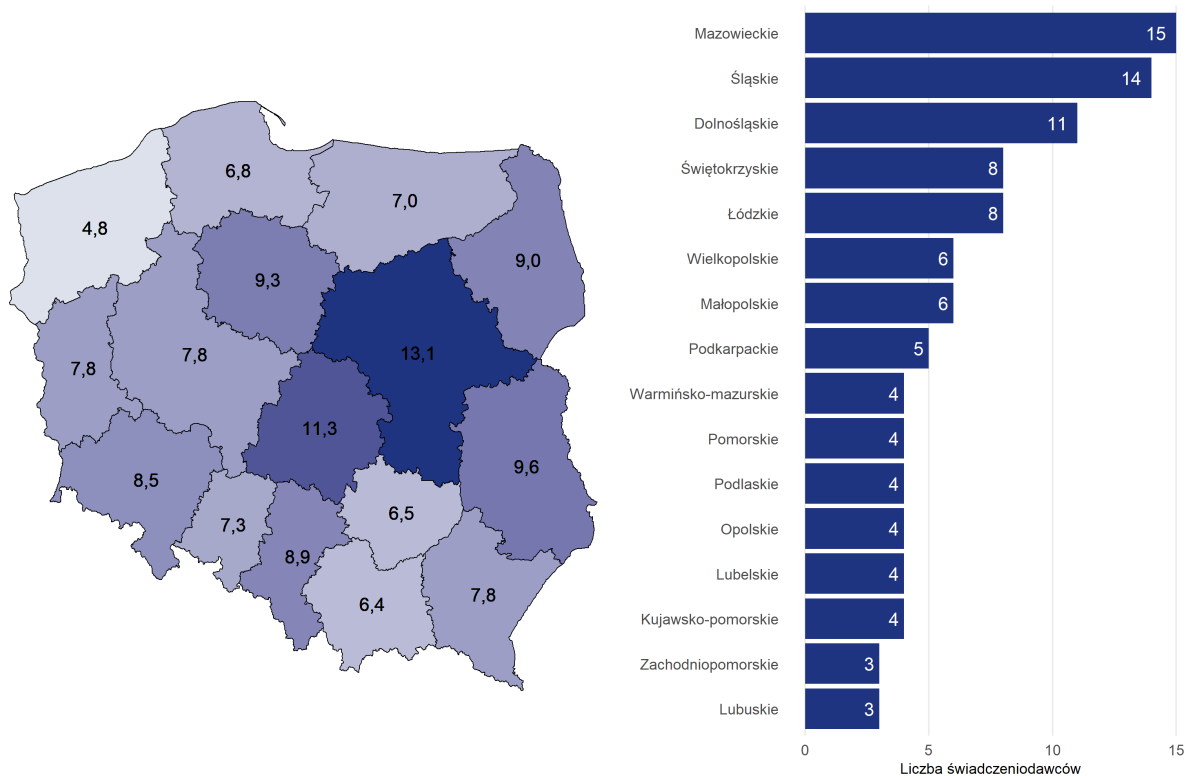 6,8
7,0
4,8
9,0
9,3
13,1
7,8
7,8
11,3
9,6
8,5
6,5
7,3
8,9
7,8
6,4
Mazowieckie 15
Śląskie 14
Dolnośląskie 11
Świętokrzyskie 8
Łódzkie 8
Wielkopolskie 6
Małopolskie 6
Podkarpackie 5
Warmińsko-mazurskie 4
Pomorskie 4
Podlaskie 4
Opolskie 4
Lubelskie 4
Kujawsko-pomorskie 4
Zachodniopomorskie 3
Lubuskie 3
0 5 10 15
Liczba świadczeniodawców